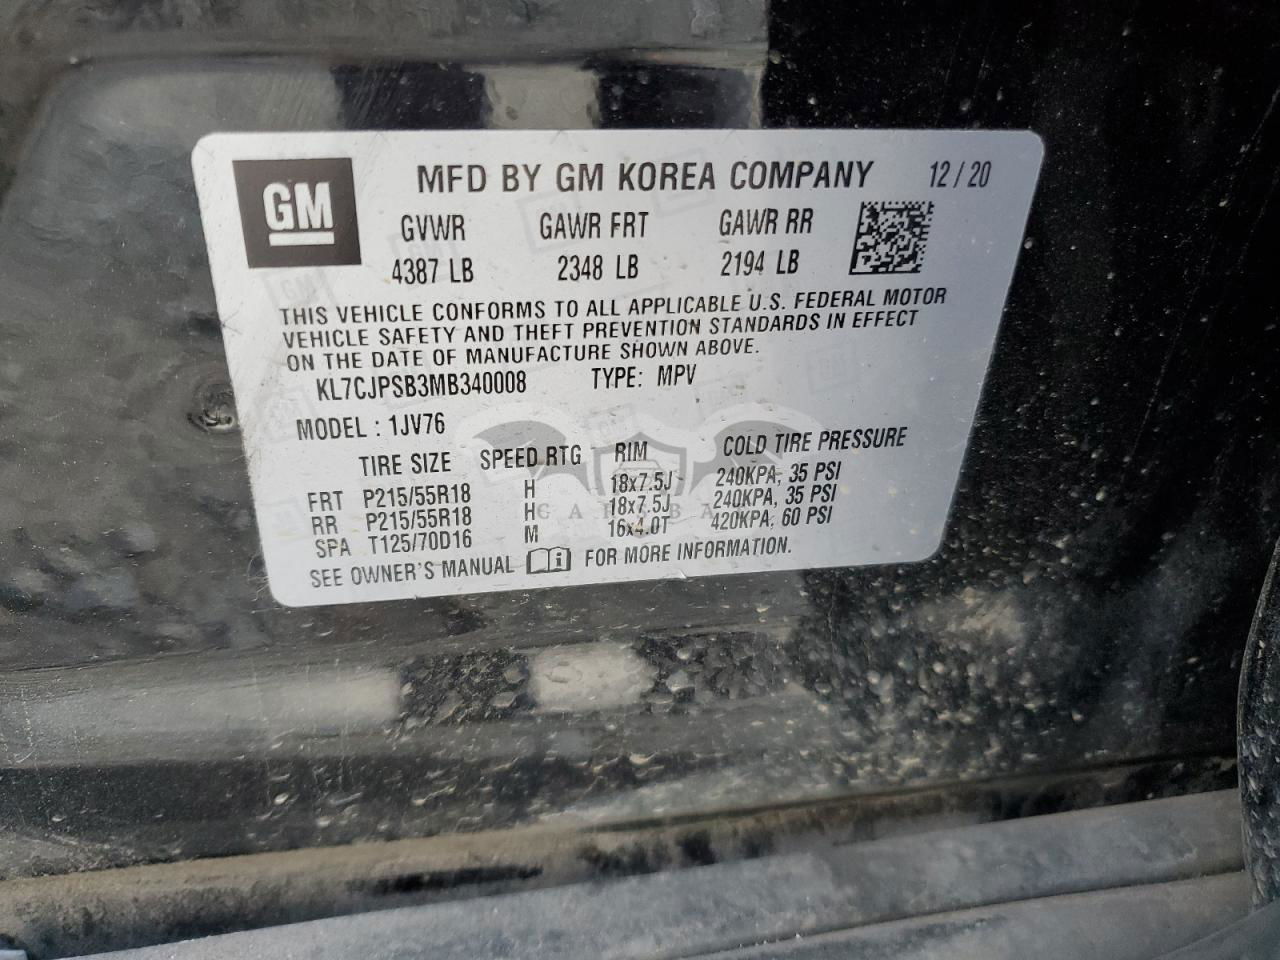 GM MFD BY GM KOREA COMPANY 12/20
GVWR GAWR FRT GAWR RR
4387 LB 2348 LB 2194 LB
THIS VEHICLE CONFORMS TO ALL APPLICABLE U.S. FEDERAL MOTOR
VEHICLE SAFETY AND THEFT PREVENTION STANDARDS IN EFFECT
ON THE DATE OF MANUFACTURE SHOWN ABOVE.
KL7CJPSB3MB340008 TYPE: MPV
MODEL : 1JV76
TIRE SIZE SPEED RTG RIM COLD TIRE PRESSURE
FRT P215/55R18 H 18x7.5J 240KPA, 35 PSI
RR P215/55R18 H 18x7.5J 240KPA, 35 PSI
SPA T125/70D16 M 16x4.0T 420KPA, 60 PSI
SEE OWNER'S MANUAL FOR MORE INFORMATION.